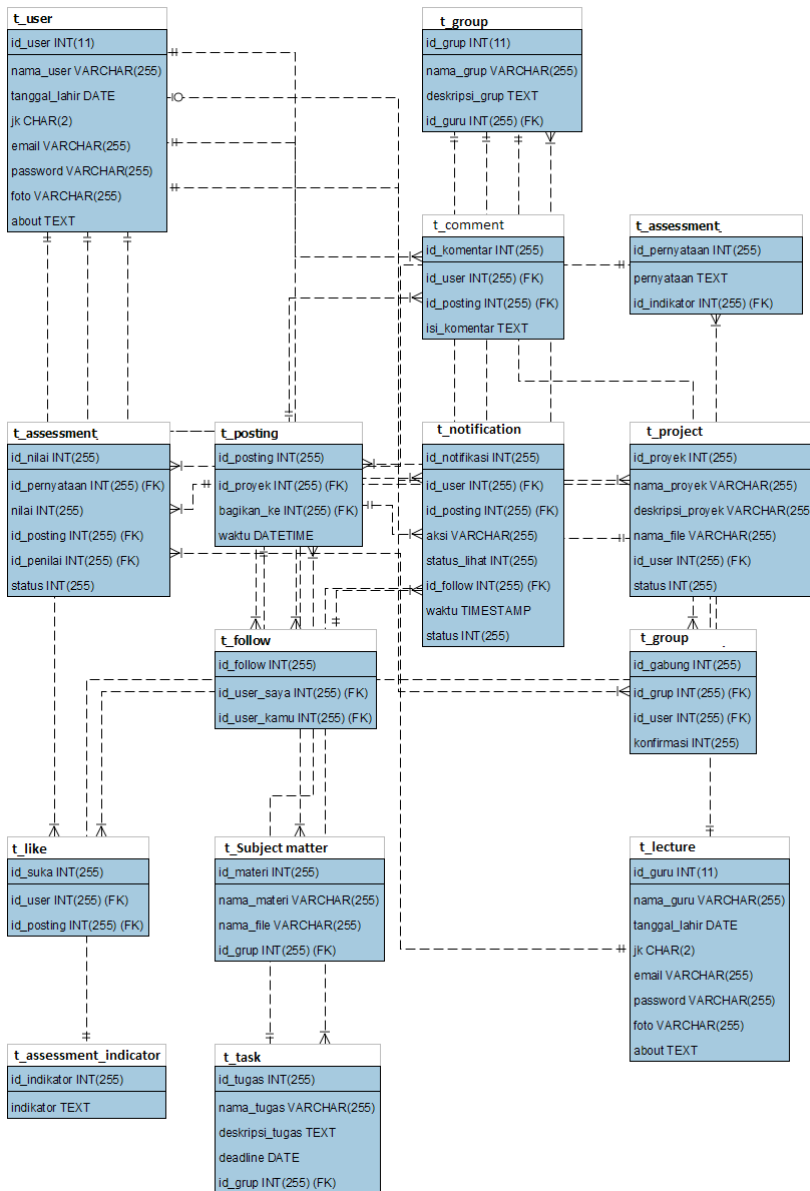 t_user
id_user INT(11)
nama_user VARCHAR(255)
tanggal_lahir DATE
jk CHAR(2)
email VARCHAR(255)
password VARCHAR(255)
foto VARCHAR(255)
about TEXT
t_group
id_grup INT(11)
nama_grup VARCHAR(255)
deskripsi_grup TEXT
id_guru INT(255) (FK)
t_comment
id_komentar INT(255)
id_user INT(255) (FK)
id_posting INT(255) (FK)
isi_komentar TEXT
t_assessment_
id_pernyataan INT(255)
pernyataan TEXT
id_indikator INT(255) (FK)
t_assessment_
id_nilai INT(255)
id_pernyataan INT(255) (FK)
nilai INT(255)
id_posting INT(255) (FK)
id_penilai INT(255) (FK)
status INT(255)
t_posting
id_posting INT(255)
id_proyek INT(255) (FK)
bagikan_ke INT(255) (FK)
waktu DATETIME
t_notification
id_notifikasi INT(255)
id_user INT(255) (FK)
id_posting INT(255) (FK)
aksi VARCHAR(255)
status_lihat INT(255)
id_follow INT(255) (FK)
waktu TIMESTAMP
status INT(255)
t_project
id_proyek INT(255)
nama_proyek VARCHAR(255)
deskripsi_proyek VARCHAR(255)
nama_file VARCHAR(255)
id_user INT(255) (FK)
status INT(255)
t_follow
id_follow INT(255)
id_user_saya INT(255) (FK)
id_user_kamu INT(255) (FK)
t_group
id_gabung INT(255)
id_grup INT(255) (FK)
id_user INT(255) (FK)
konfirmasi INT(255)
t_like
id_suka INT(255)
id_user INT(255) (FK)
id_posting INT(255) (FK)
t_Subject matter
id_materi INT(255)
nama_materi VARCHAR(255)
nama_file VARCHAR(255)
id_grup INT(255) (FK)
t_lecture
id_guru INT(11)
nama_guru VARCHAR(255)
tanggal_lahir DATE
jk CHAR(2)
email VARCHAR(255)
password VARCHAR(255)
foto VARCHAR(255)
about TEXT
t_assessment_indicator
id_indikator INT(255)
indikator TEXT
t_task
id_tugas INT(255)
nama_tugas VARCHAR(255)
deskripsi_tugas TEXT
deadline DATE
id_grup INT(255) (FK)